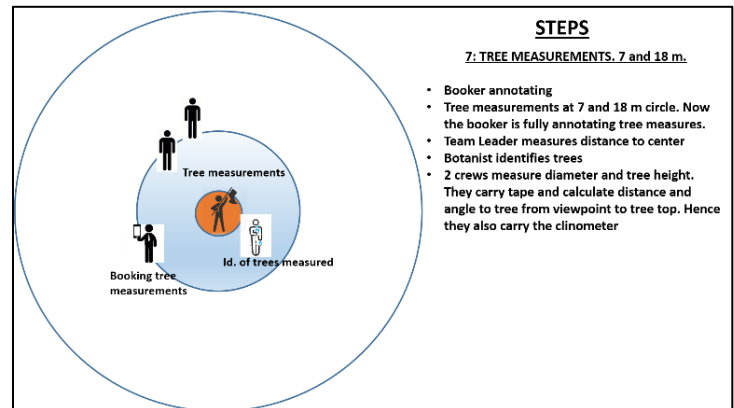 STEPS
7: TREE MEASUREMENTS. 7 and 18 m.
• Booker annotating
• Tree measurements at 7 and 18 m circle. Now
the booker is fully annotating tree measures.
• Team Leader measures distance to center
• Botanist identifies trees
• 2 crews measure diameter and tree height.
They carry tape and calculate distance and
angle to tree from viewpoint to tree top. Hence
they also carry the clinometer
Tree measurements
Id. of trees measured
Booking tree
measurements